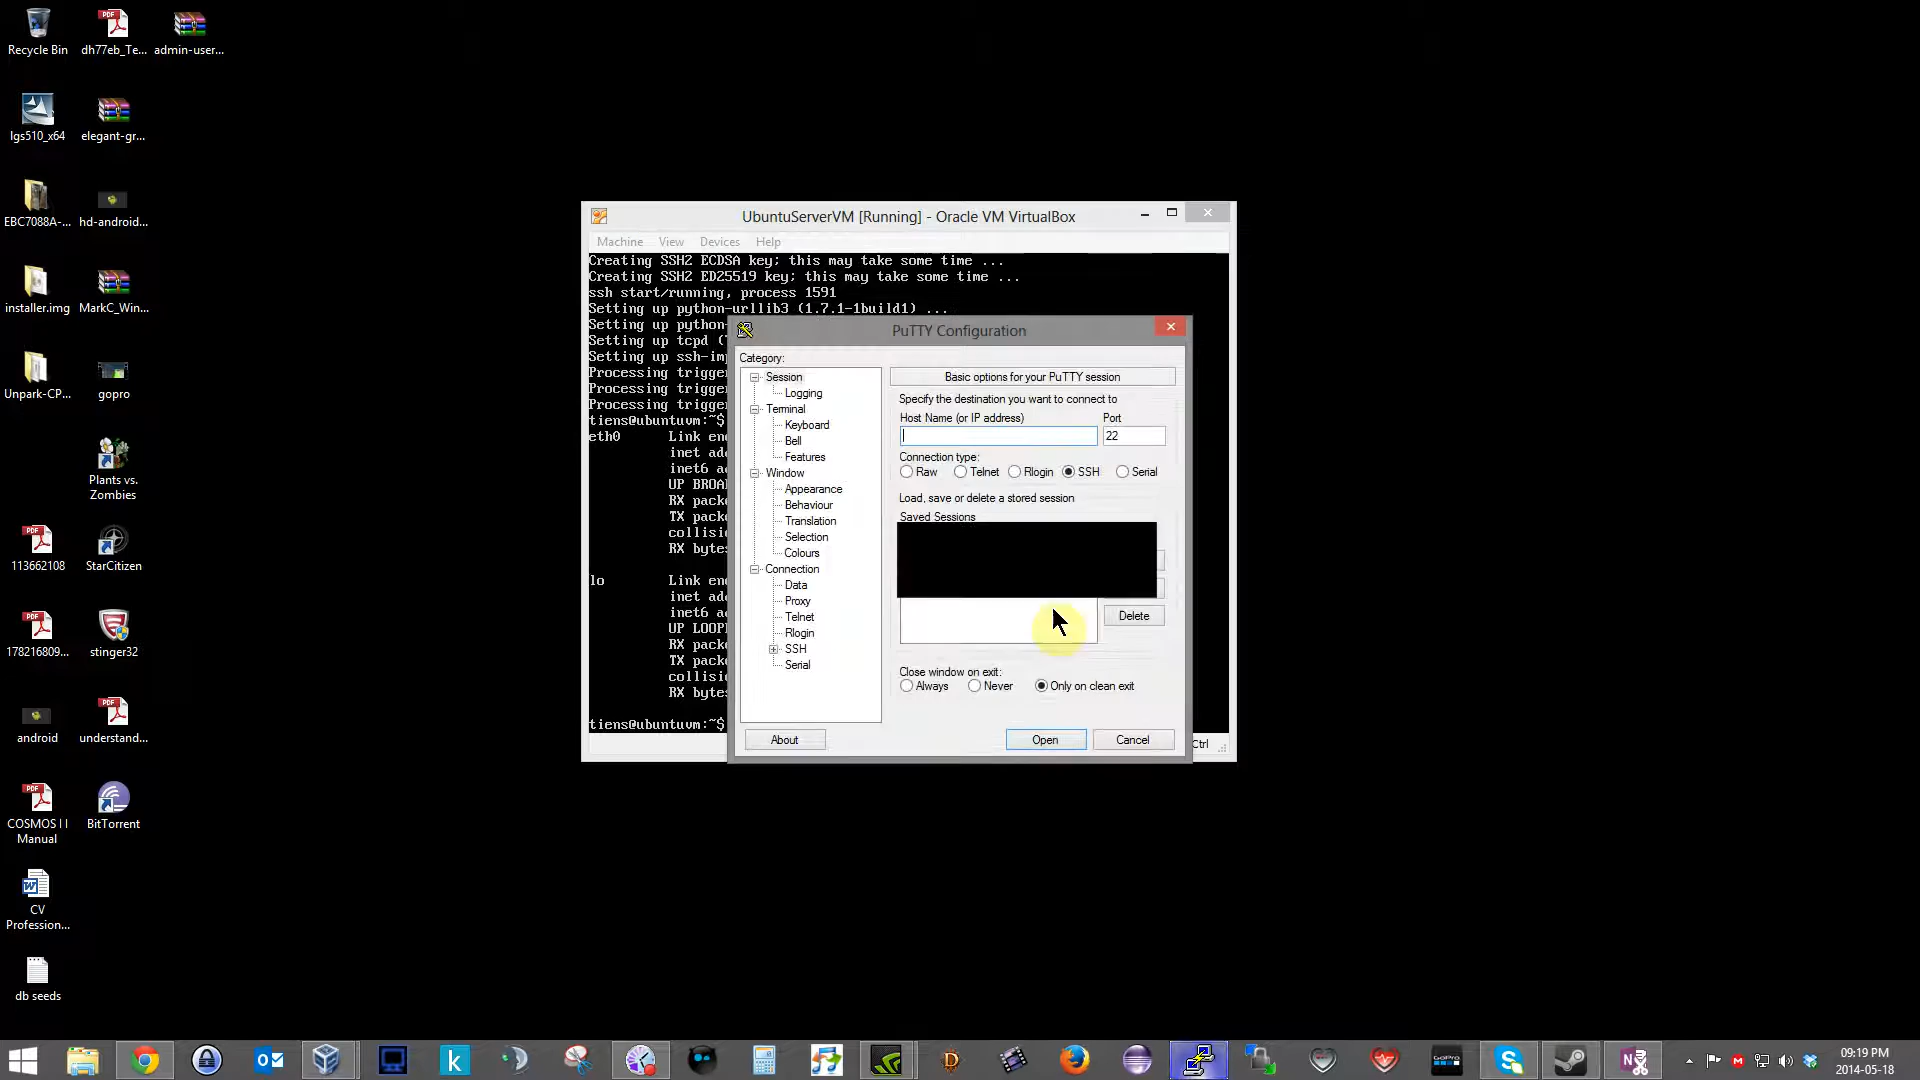 Recycle Bin
dh77eb_Te...
admin-user...
lgs510_x64
elegant-gr...
EBC7088A-...
hd-android...
installer.img
MarkC_Win...
Unpark-CP...
gopro
Plants vs.
Zombies
113662108
StarCitizen
178216809...
stinger32
android
understand...
COSMOS II
Manual
BitTorrent
CV
Profession...
db seeds
UbuntuServerVM [Running] - Oracle VM VirtualBox
Machine View Devices Help
Creating SSH2 ECDSA key; this may take some time ...
Creating SSH2 ED25519 key; this may take some time ...
ssh start/running, process 1591
Setting up python-urllib3 (1.7.1-1build1) ...
Setting up python-
Setting up tcpd (
Setting up ssh-im
Processing trigge
Processing trigge
Processing trigge
tiens@ubuntuvm:~$
eth0 Link en
inet ad
inet6 a
UP BROA
RX pack
TX pack
collisi
RX byte
lo Link en
inet ad
inet6 a
UP LOOP
RX pack
TX pack
collisi
RX byte
tiens@ubuntuvm:~$
Ctrl
PuTTY Configuration
Category:
Session
Logging
Terminal
Keyboard
Bell
Features
Window
Appearance
Behaviour
Translation
Selection
Colours
Connection
Data
Proxy
Telnet
Rlogin
SSH
Serial
Basic options for your PuTTY session
Specify the destination you want to connect to
Host Name (or IP address) Port
22
Connection type:
Raw Telnet Rlogin SSH Serial
Load, save or delete a stored session
Saved Sessions
Delete
Close window on exit:
Always Never Only on clean exit
About Open Cancel
09:19 PM
2014-05-18